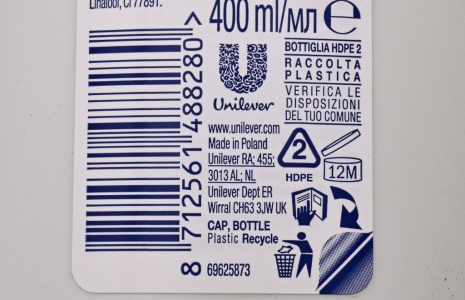 Linalool, CI 77891.
400 ml/мл ℮
8 712561 488280 >
Unilever
BOTTIGLIA HDPE 2
RACCOLTA
PLASTICA
VERIFICA LE
DISPOSIZIONI
DEL TUO COMUNE
www.unilever.com
Made in Poland
Unilever RA; 455;
3013 AL; NL
Unilever Dept ER
Wirral CH63 3JW UK
2
HDPE
12M
CAP, BOTTLE
Plastic Recycle
69625873